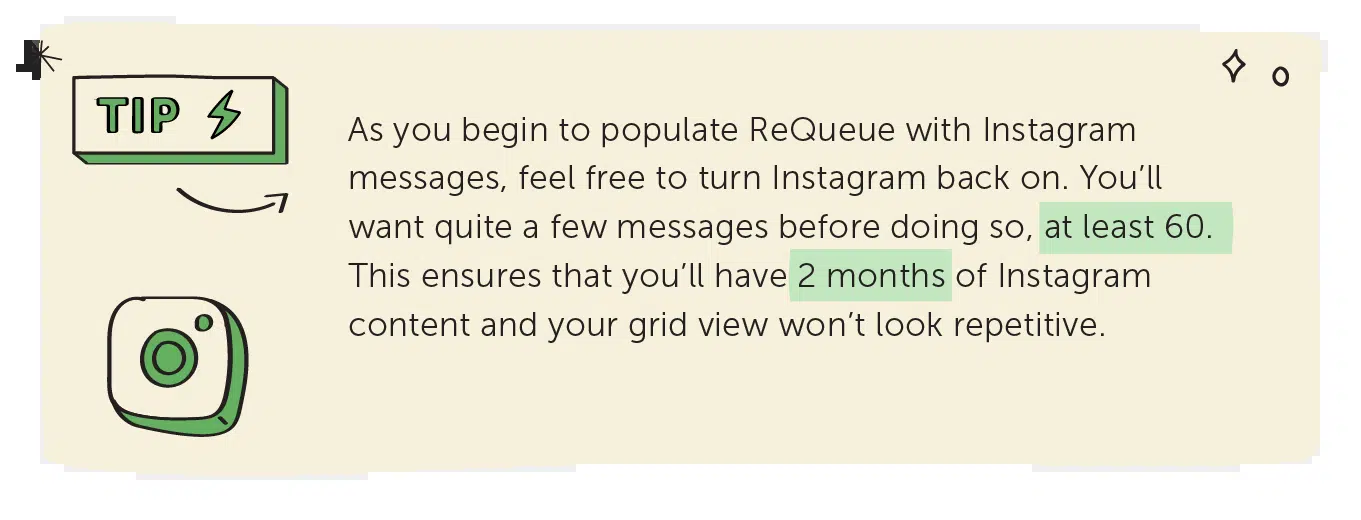 TIP
As you begin to populate ReQueue with Instagram
messages, feel free to turn Instagram back on. You’ll
want quite a few messages before doing so, at least 60.
This ensures that you’ll have 2 months of Instagram
content and your grid view won’t look repetitive.